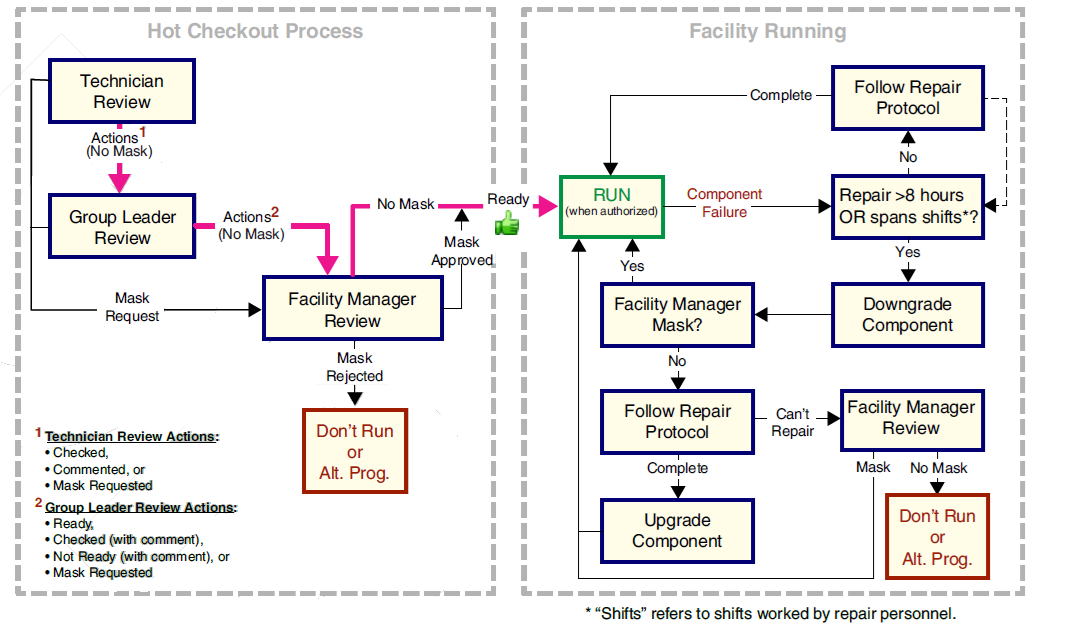 Hot Checkout Process
Technician
Review
Actions1
(No Mask)
Group Leader
Review
Actions2
(No Mask)
Mask
Request
Facility Manager
Review
No Mask
Mask
Approved
Ready
Mask
Rejected
Don't Run
or
Alt. Prog.
1 Technician Review Actions:
• Checked,
• Commented, or
• Mask Requested
2 Group Leader Review Actions:
• Ready,
• Checked (with comment),
• Not Ready (with comment), or
• Mask Requested
Facility Running
RUN
(when authorized)
Component
Failure
Complete
Follow Repair
Protocol
No
Repair >8 hours
OR spans shifts*?
Yes
Downgrade
Component
Facility Manager
Mask?
Yes
No
Follow Repair
Protocol
Can't
Repair
Facility Manager
Review
Complete
Upgrade
Component
Mask
No Mask
Don't Run
or
Alt. Prog.
* “Shifts” refers to shifts worked by repair personnel.